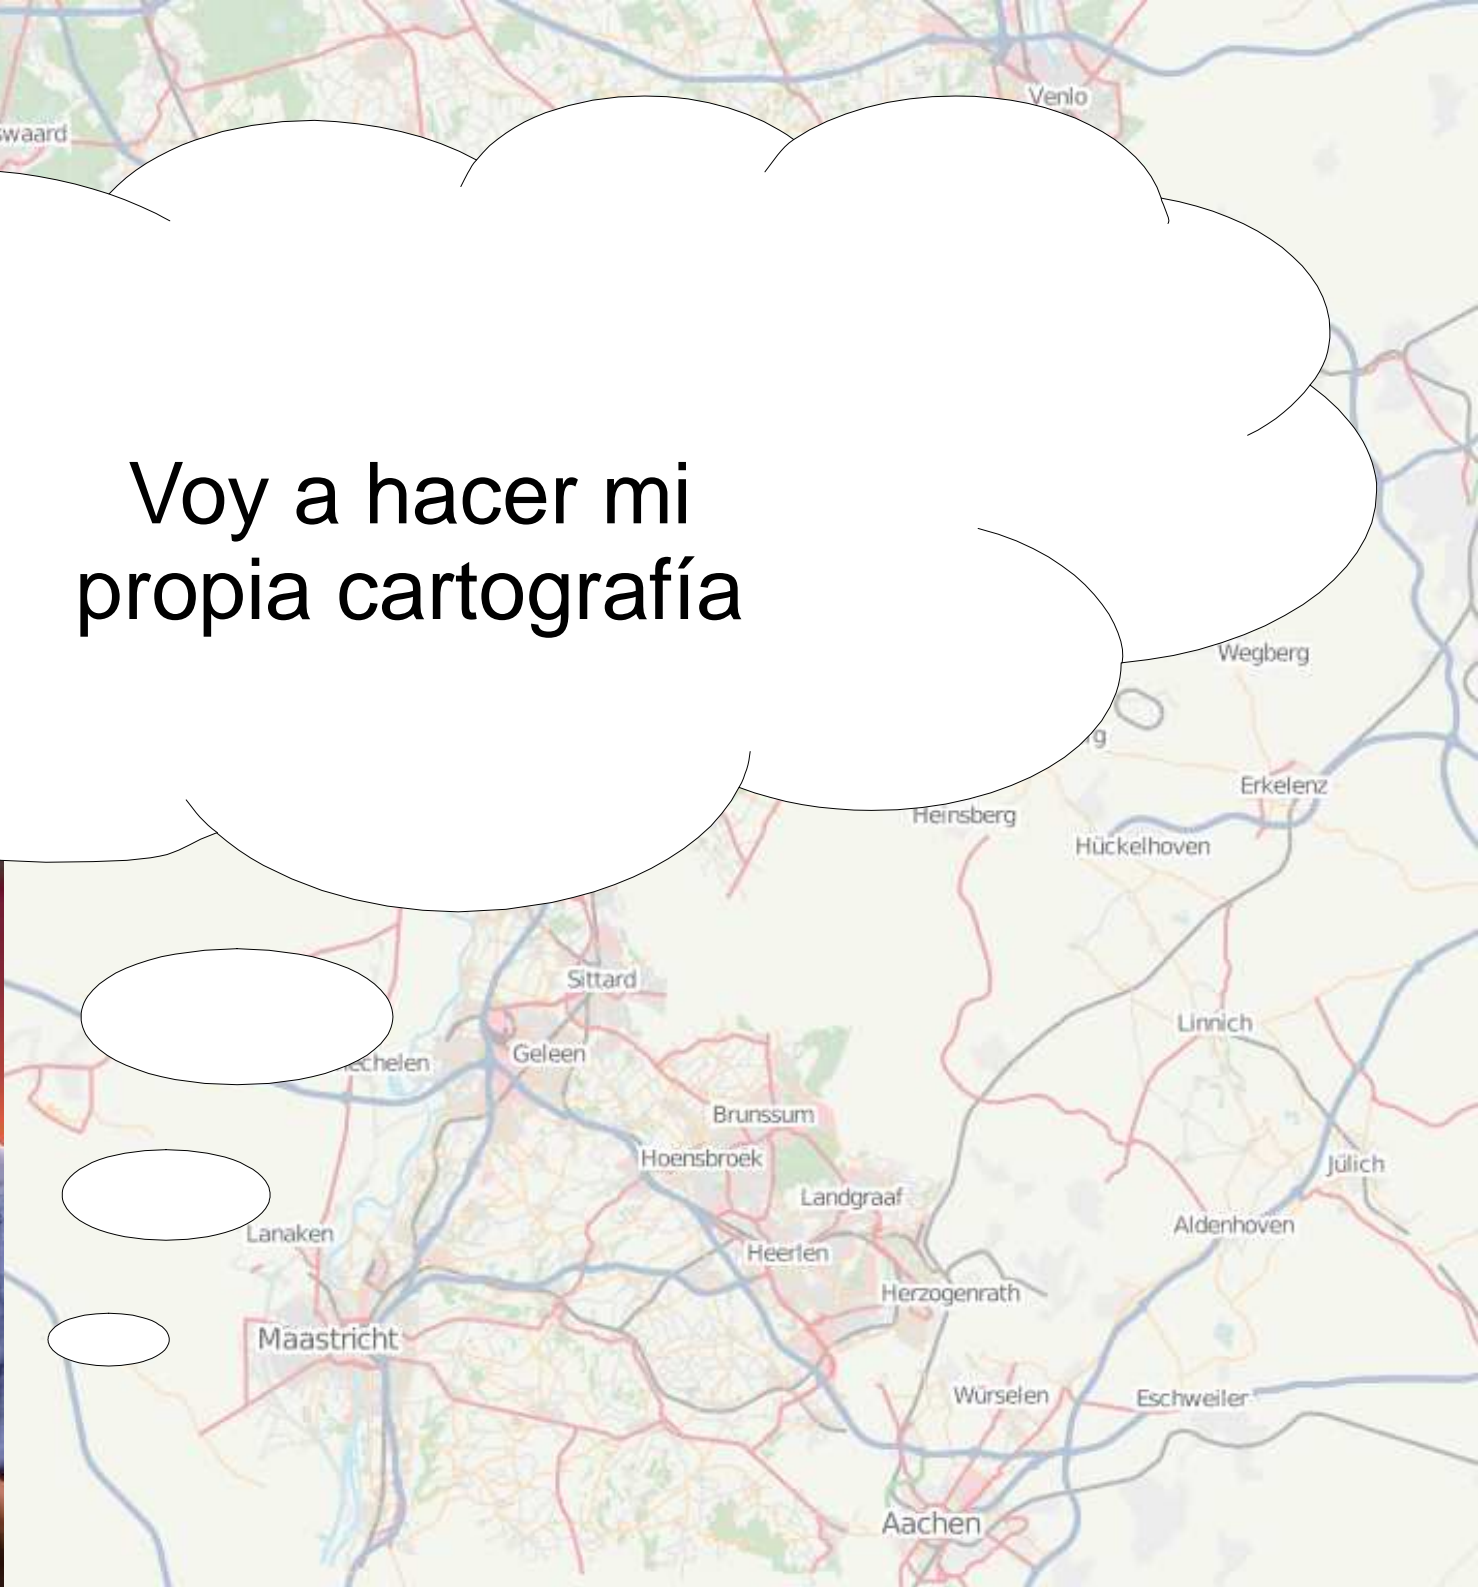 Venlo
Voy a hacer mi
propia cartografía
Wegberg
Erkelenz
Heinsberg
Hückelhoven
Sittard
Linnich
Geleen
Brunssum
Hoensbroek
Jülich
Landgraaf
Aldenhoven
Lanaken
Heerlen
Herzogenrath
Maastricht
Würselen
Eschweiler
Aachen